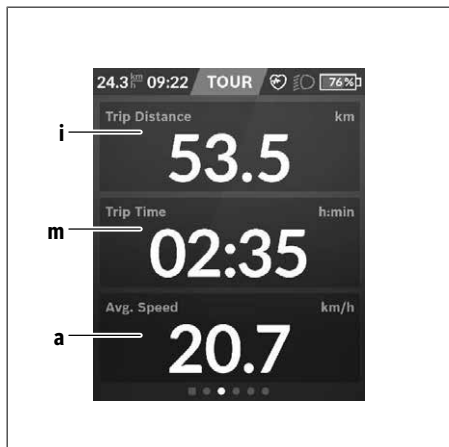 24.3 km/h 09:22 TOUR 76%
Trip Distance km
i
53.5
Trip Time h:min
m
02:35
Avg. Speed km/h
a
20.7